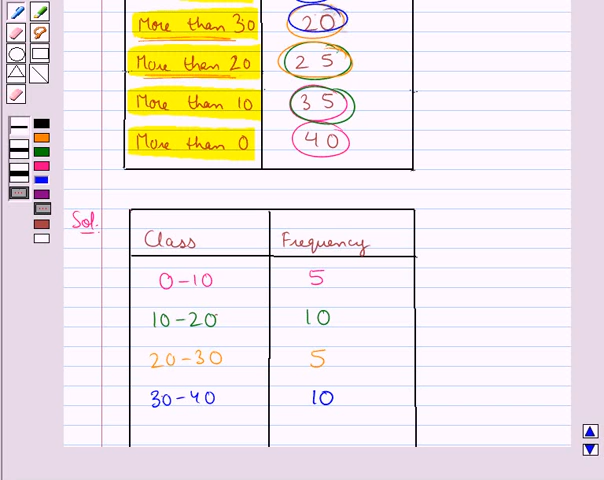 More than 30 20
More than 20 25
More than 10 35
More than 0 40
Sol.
Class Frequency
0-10 5
10-20 10
20-30 5
30-40 10